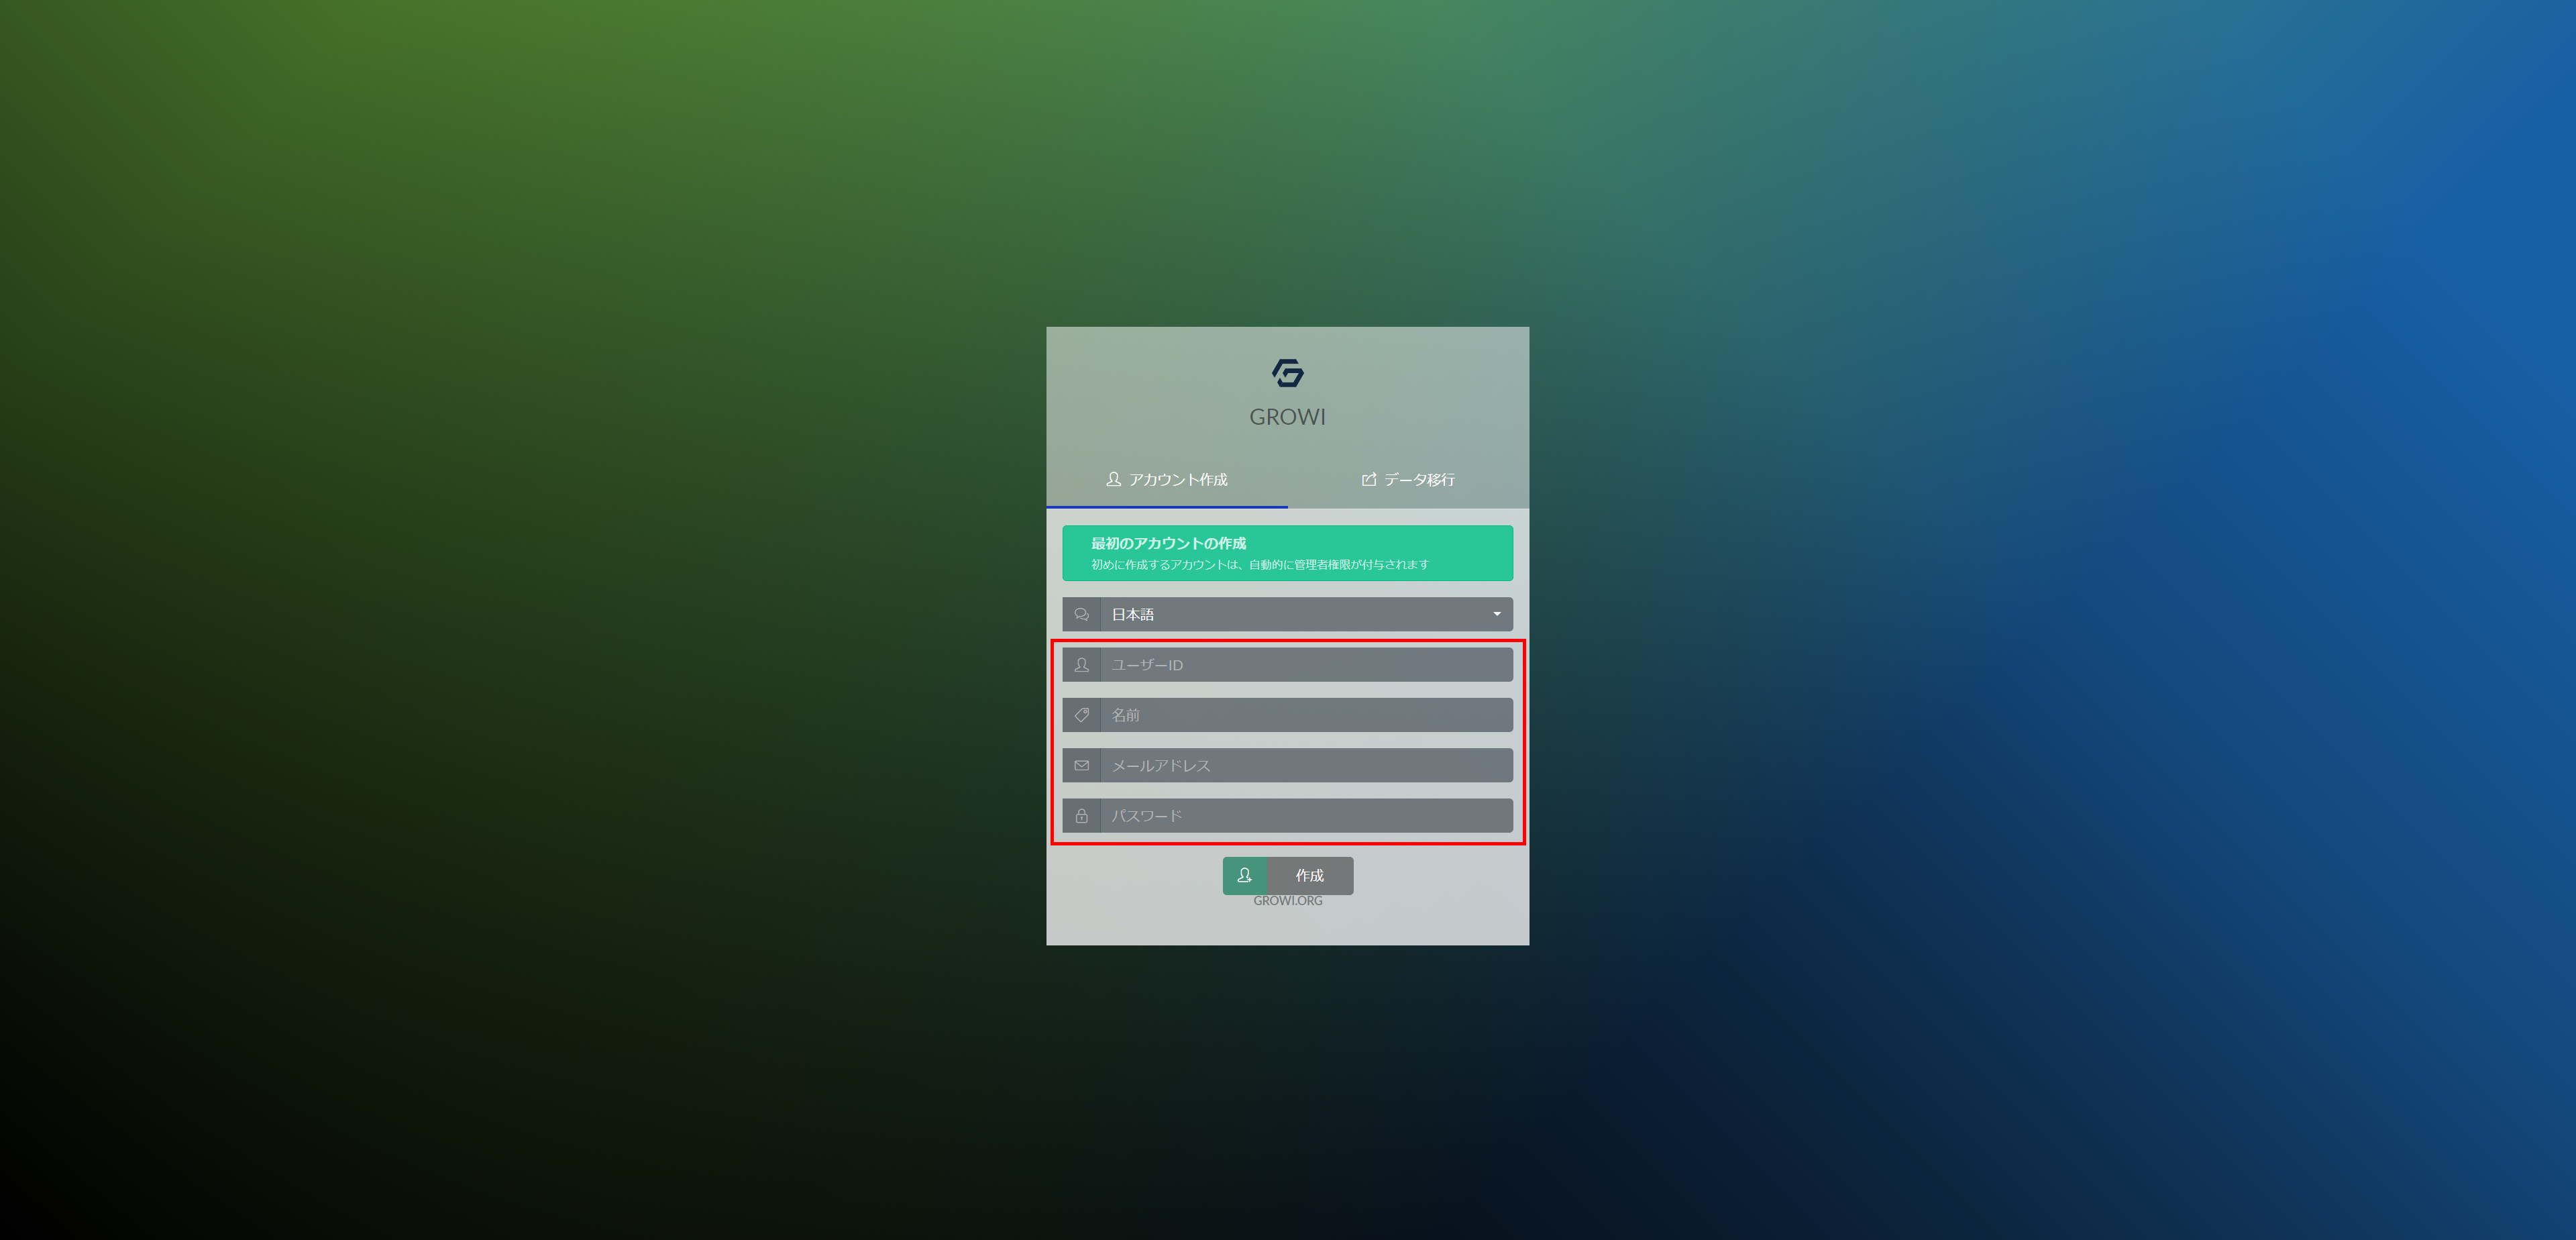 GROWI
アカウント作成
データ移行
最初のアカウントの作成
初めに作成するアカウントは、自動的に管理者権限が付与されます
日本語
ユーザーID
名前
メールアドレス
パスワード
作成
GROWI.ORG